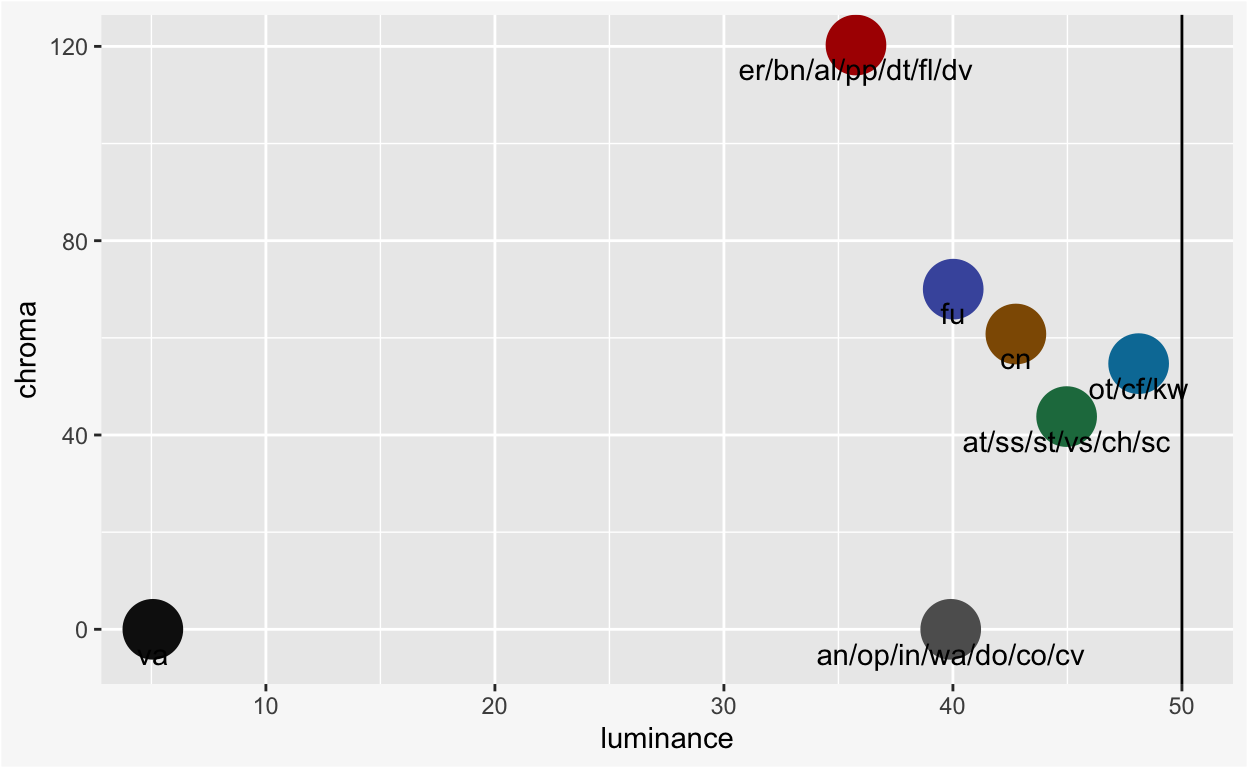 120
er/bn/al/pp/dt/fl/dv
80
fu
cn
ot/cf/kw
40
at/ss/st/vs/ch/sc
0
va
an/op/in/wa/do/co/cv
10 20 30 40 50
luminance
chroma